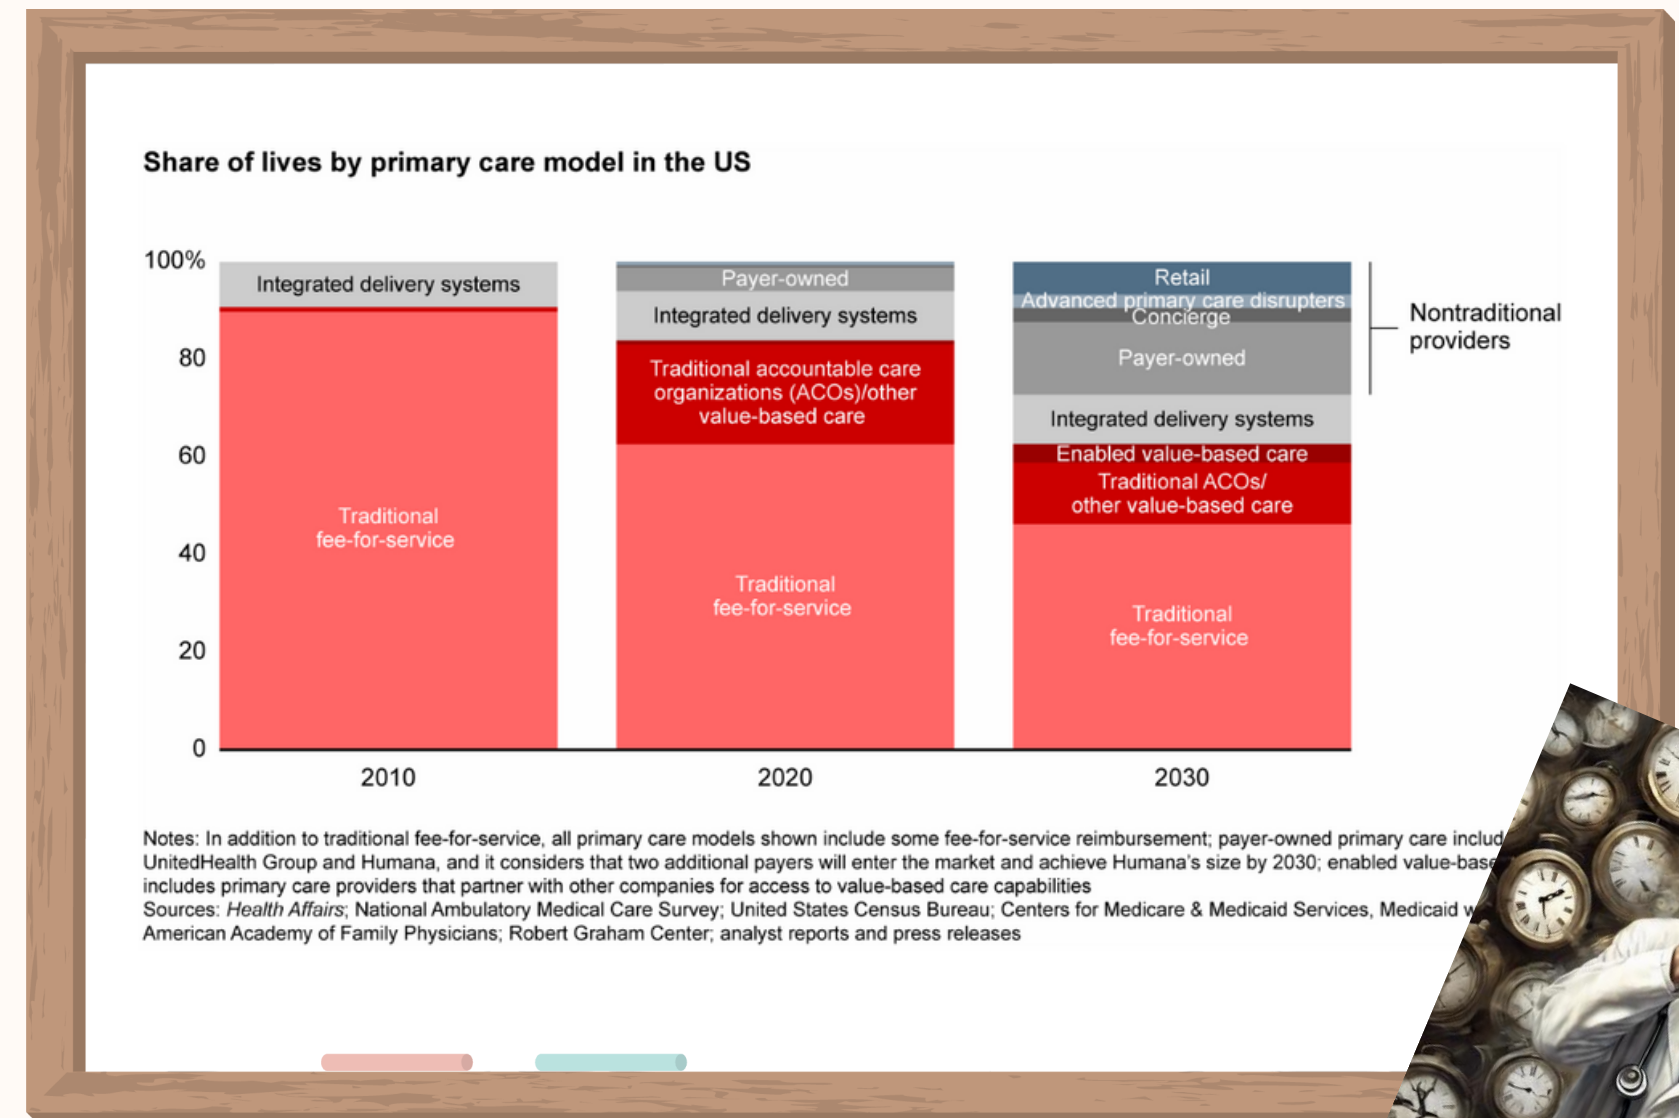 Share of lives by primary care model in the US
100%
80
60
40
20
0
Integrated delivery systems
Traditional
fee-for-service
2010
Payer-owned
Integrated delivery systems
Traditional accountable care
organizations (ACOs)/other
value-based care
Traditional
fee-for-service
2020
Retail
Advanced primary care disrupters
Concierge
Payer-owned
Integrated delivery systems
Enabled value-based care
Traditional ACOs/
other value-based care
Traditional
fee-for-service
2030
Nontraditional
providers
Notes: In addition to traditional fee-for-service, all primary care models shown include some fee-for-service reimbursement; payer-owned primary care includ
UnitedHealth Group and Humana, and it considers that two additional payers will enter the market and achieve Humana's size by 2030; enabled value-base
includes primary care providers that partner with other companies for access to value-based care capabilities
Sources: Health Affairs; National Ambulatory Medical Care Survey; United States Census Bureau; Centers for Medicare & Medicaid Services, Medicaid
American Academy of Family Physicians; Robert Graham Center; analyst reports and press releases